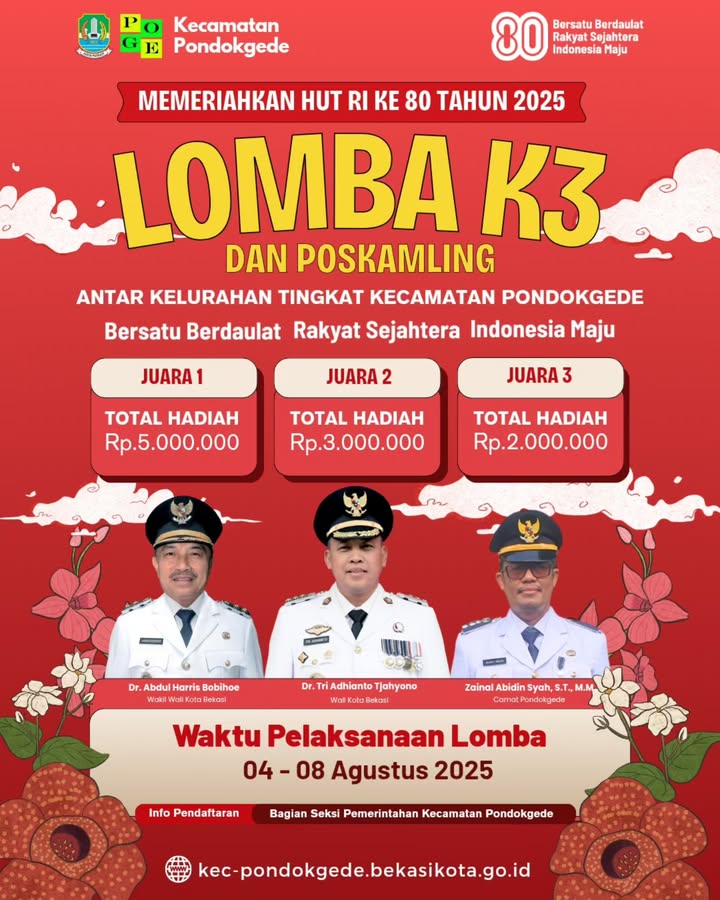 POGE
Kecamatan
Pondokgede
80
Bersatu Berdaulat
Rakyat Sejahtera
Indonesia Maju
MEMERIAHKAN HUT RI KE 80 TAHUN 2025
LOMBA K3
DAN POSKAMLING
ANTAR KELURAHAN TINGKAT KECAMATAN PONDOKGEDE
Bersatu Berdaulat Rakyat Sejahtera Indonesia Maju
JUARA 1
TOTAL HADIAH
Rp.5.000.000
JUARA 2
TOTAL HADIAH
Rp.3.000.000
JUARA 3
TOTAL HADIAH
Rp.2.000.000
Dr. Abdul Harris Bobihoe
Wakil Wali Kota Bekasi
Dr. Tri Adhianto Tjahyono
Wali Kota Bekasi
Zainal Abidin Syah, S.T., M.M
Camat Pondokgede
Waktu Pelaksanaan Lomba
04 - 08 Agustus 2025
Info Pendaftaran Bagian Seksi Pemerintahan Kecamatan Pondokgede
kec-pondokgede.bekasikota.go.id